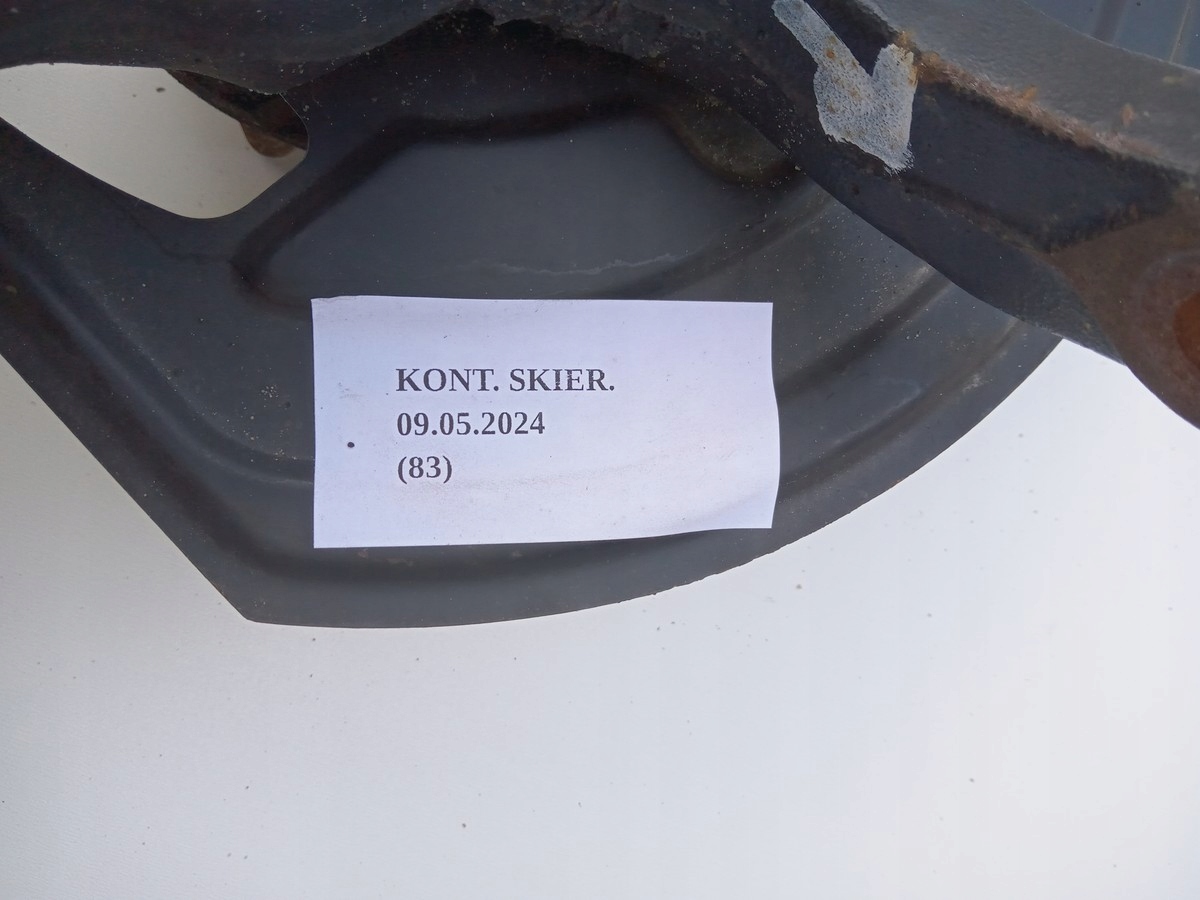 KONT. SKIER.
09.05.2024
(83)